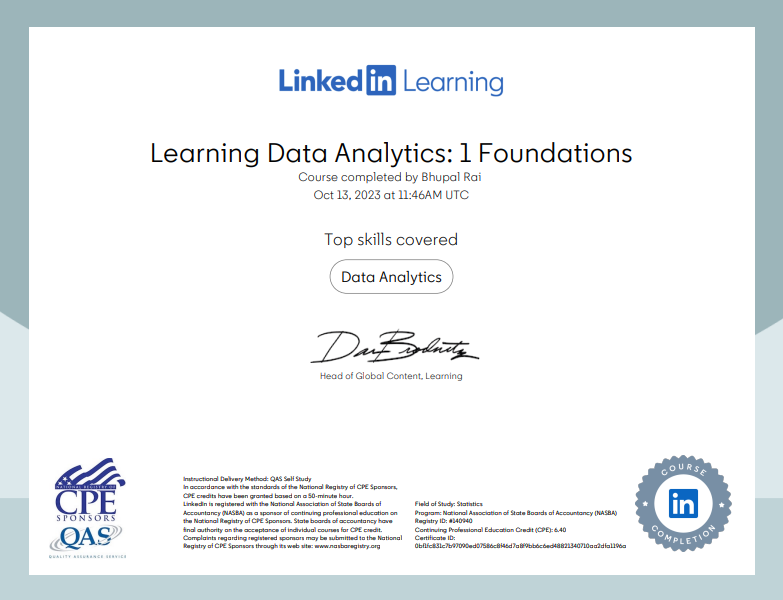 Linked in Learning
Learning Data Analytics: 1 Foundations
Course completed by Bhupal Rai
Oct 13, 2023 at 11:46AM UTC
Top skills covered
Data Analytics
Head of Global Content, Learning
NATIONAL REGISTRY OF
CPE
SPONSORS
QAS
QUALITY ASSURANCE SERVICE
Instructional Delivery Method: QAS Self Study
In accordance with the standards of the National Registry of CPE Sponsors,
CPE credits have been granted based on a 50-minute hour.
LinkedIn is registered with the National Association of State Boards of
Accountancy (NASBA) as a sponsor of continuing professional education on
the National Registry of CPE Sponsors. State boards of accountancy have
final authority on the acceptance of individual courses for CPE credit.
Complaints regarding registered sponsors may be submitted to the National
Registry of CPE Sponsors through its web site: www.nasbaregistry.org
Field of Study: Statistics
Program: National Association of State Boards of Accountancy (NASBA)
Registry ID: #140940
Continuing Professional Education Credit (CPE): 6.40
Certificate ID:
COURSE
in
COMPLETION